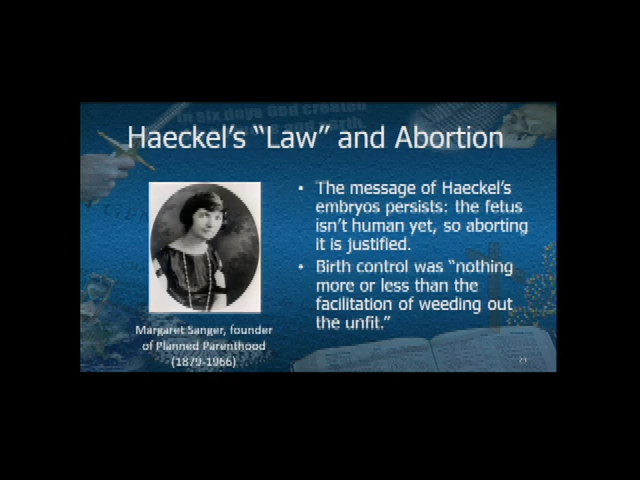 In six days God created
Haeckel's “Law” and Abortion
• The message of Haeckel's
embryos persists: the fetus
isn't human yet, so aborting
it is justified.
• Birth control was “nothing
more or less than the
facilitation of weeding out
the unfit.”
Margaret Sanger, founder
of Planned Parenthood
(1879-1966)